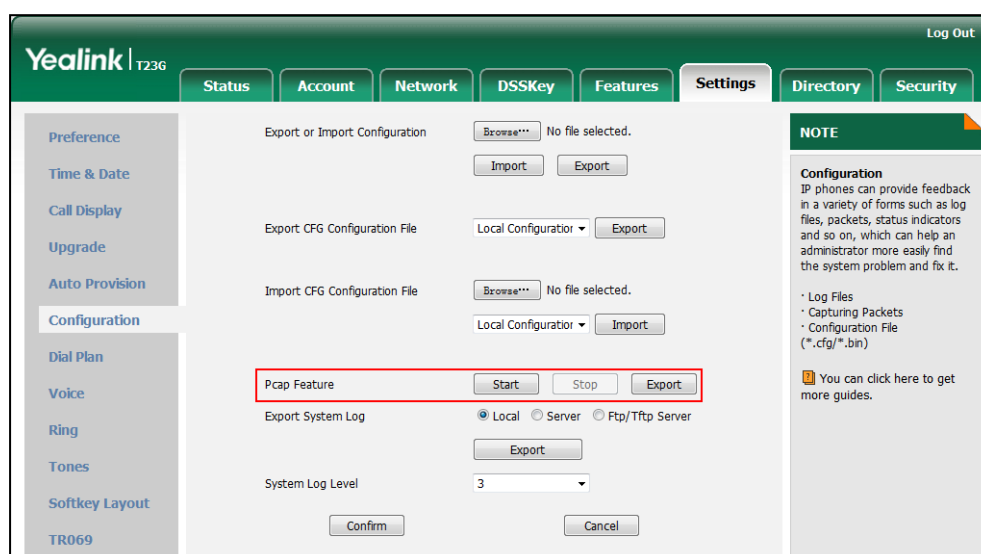 Log Out
Yealink T23G
Status Account Network DSSKey Features Settings Directory Security
Preference
Time & Date
Call Display
Upgrade
Auto Provision
Configuration
Dial Plan
Voice
Ring
Tones
Softkey Layout
TR069
Export or Import Configuration Browse... No file selected.
Import Export
Export CFG Configuration File Local Configuration Export
Import CFG Configuration File Browse... No file selected.
Local Configuration Import
Pcap Feature Start Stop Export
Export System Log Local Server Ftp/Tftp Server
Export
System Log Level 3
Confirm Cancel
NOTE
Configuration
IP phones can provide feedback
in a variety of forms such as log
files, packets, status indicators
and so on, which can help an
administrator more easily find
the system problem and fix it.
· Log Files
· Capturing Packets
· Configuration File
(*.cfg/*.bin)
You can click here to get
more guides.